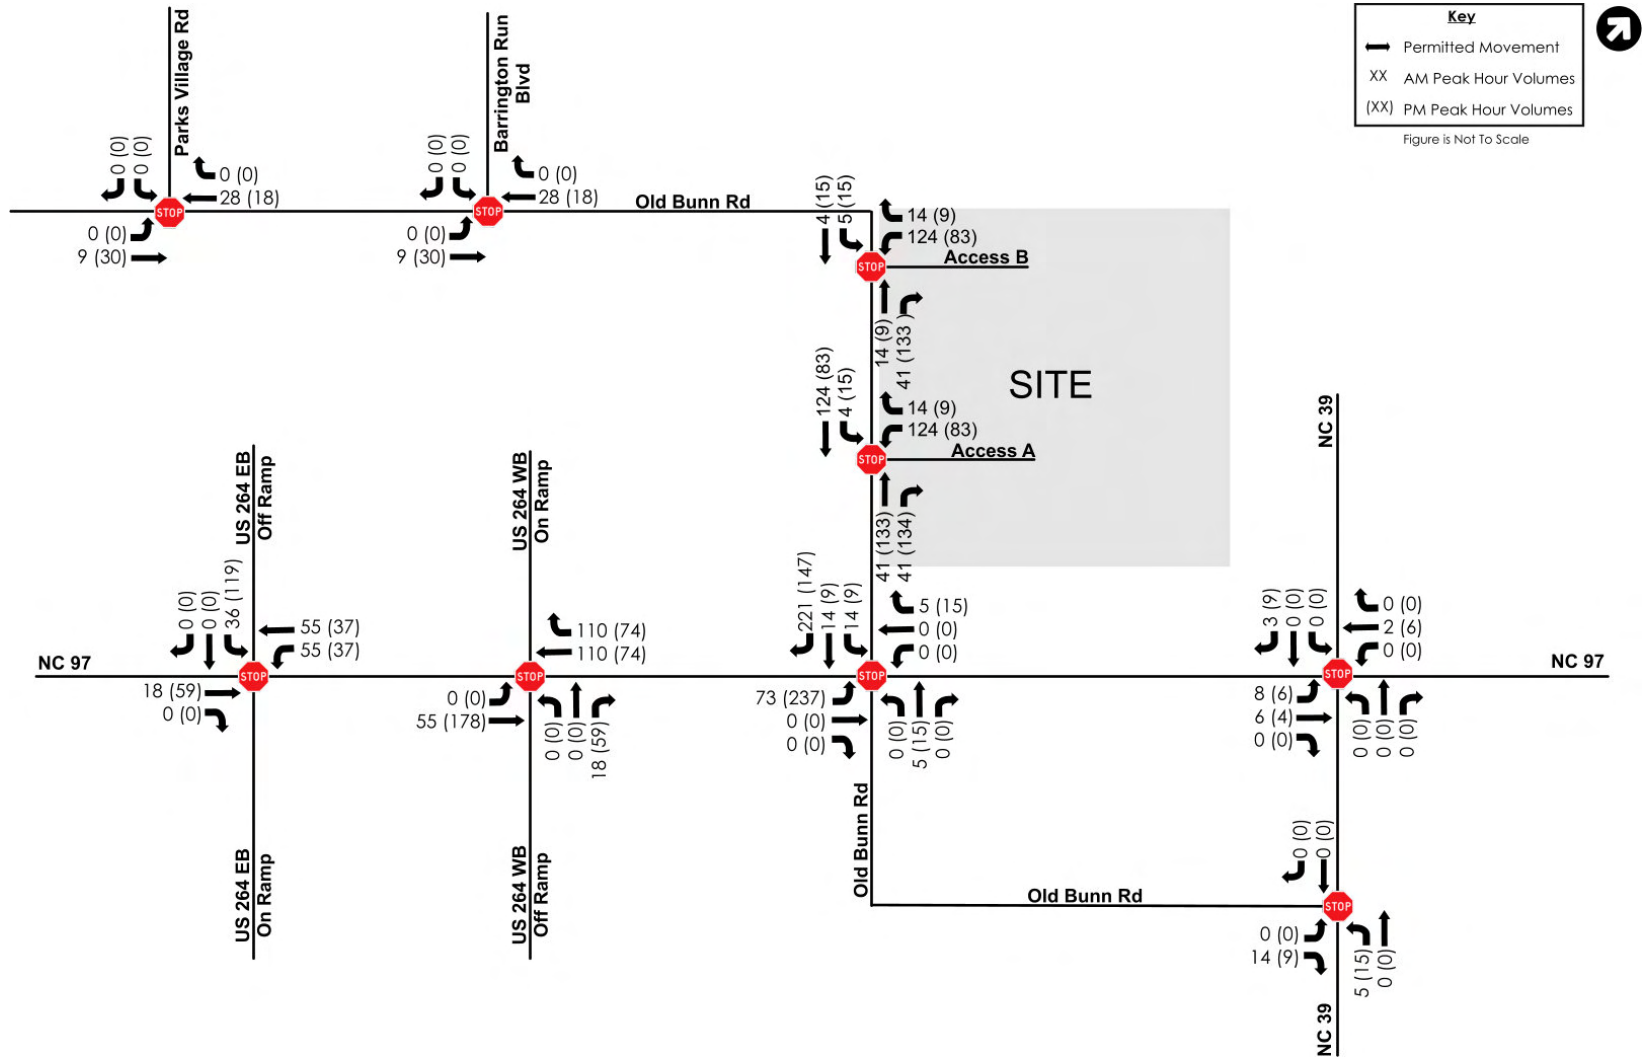 Key
Permitted Movement
XX AM Peak Hour Volumes
(XX) PM Peak Hour Volumes
Figure is Not To Scale
Parks Village Rd
0 (0)
0 (0)
0 (0)
28 (18)
STOP
0 (0)
9 (30)
Barrington Run
Blvd
0 (0)
0 (0)
0 (0)
28 (18)
STOP
0 (0)
9 (30)
Old Bunn Rd
4 (15)
5 (15)
14 (9)
124 (83)
STOP
Access B
14 (9)
41 (133 )
SITE
124 (83)
4 (15)
14 (9)
124 (83)
STOP
Access A
41 (133)
41 (134)
US 264 EB
Off Ramp
0 (0)
0 (0)
36 (119)
55 (37)
55 (37)
NC 97
STOP
18 (59)
0 (0)
US 264 EB
On Ramp
US 264 WB
On Ramp
110 (74)
110 (74)
STOP
0 (0)
55 (178)
0 (0)
0 (0)
18 (59)
US 264 WB
Off Ramp
221 (147)
14 (9)
14 (9)
5 (15)
0 (0)
0 (0)
STOP
73 (237)
0 (0)
0 (0)
0 (0)
5 (15)
0 (0)
Old Bunn Rd
NC 39
3 (9)
0 (0)
0 (0)
0 (0)
2 (6)
0 (0)
NC 97
STOP
8 (6)
6 (4)
0 (0)
0 (0)
0 (0)
0 (0)
Old Bunn Rd
0 (0)
0 (0)
STOP
0 (0)
14 (9)
5 (15)
0 (0)
NC 39